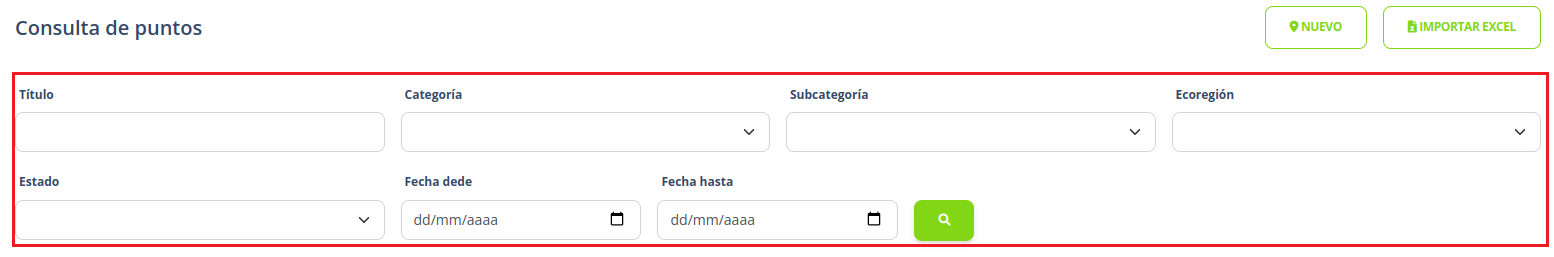 Consulta de puntos NUEVO IMPORTAR EXCEL
Título Categoría Subcategoría Ecoregión
Estado Fecha dede Fecha hasta
dd/mm/aaaa dd/mm/aaaa